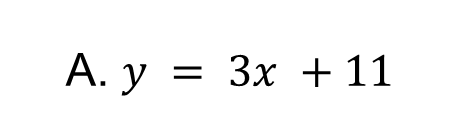 A. y = 3x + 11